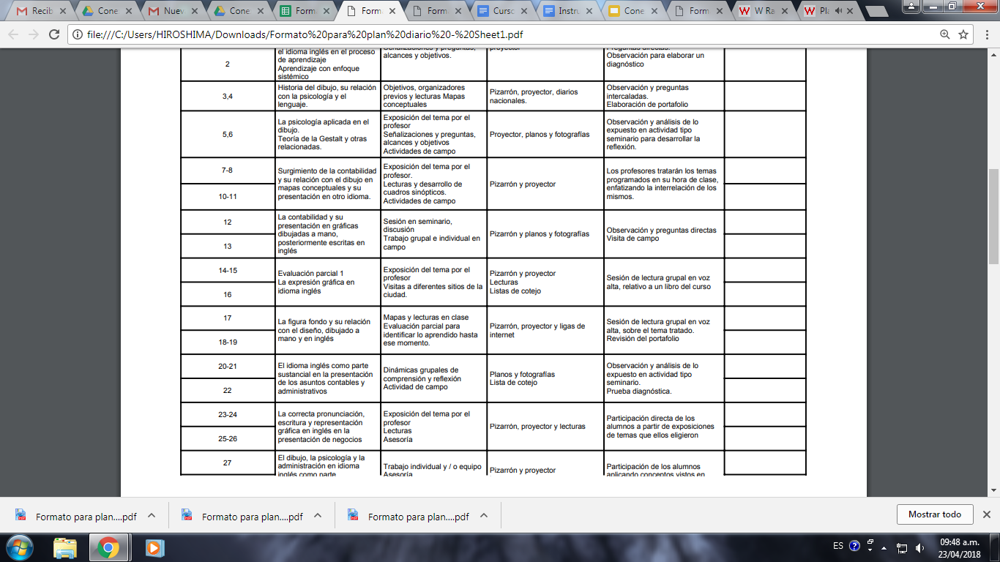 Recib
Cone
Nuev
Cone
Form
Form
Form
Curso
Instru
Cone
Form
W Ra
Pla
file:///C:/Users/HIROSHIMA/Downloads/Formato%20para%20plan%20diario%20-%20Sheet1.pdf
2
el idioma inglés en el proceso
de aprendizaje
Aprendizaje con enfoque
sistémico
Señalizaciones y preguntas,
alcances y objetivos.
proyector
Preguntas directas.
Observación para elaborar un
diagnóstico
3,4
Historia del dibujo, su relación
con la psicología y el
lenguaje.
Objetivos, organizadores
previos y lecturas Mapas
conceptuales
Pizarrón, proyector, diarios
nacionales.
Observación y preguntas
intercaladas.
Elaboración de portafolio
5,6
La psicología aplicada en el
dibujo.
Teoría de la Gestalt y otras
relacionadas.
Exposición del tema por el
profesor
Señalizaciones y preguntas,
alcances y objetivos
Actividades de campo
Proyector, planos y fotografías
Observación y análisis de lo
expuesto en actividad tipo
seminario para desarrollar la
reflexión.
7-8
10-11
Surgimiento de la contabilidad
y su relación con el dibujo en
mapas conceptuales y su
presentación en otro idioma.
Exposición del tema por el
profesor.
Lecturas y desarrollo de
cuadros sinópticos.
Actividades de campo
Pizarrón y proyector
Los profesores tratarán los temas
programados en su hora de clase,
enfatizando la interrelación de los
mismos.
12
13
La contabilidad y su
presentación en gráficas
dibujadas a mano,
posteriormente escritas en
inglés
Sesión en seminario,
discusión
Trabajo grupal e individual en
campo
Pizarrón y planos y fotografías
Observación y preguntas directas
Visita de campo
14-15
16
Evaluación parcial 1
La expresión gráfica en
idioma inglés
Exposición del tema por el
profesor
Visitas a diferentes sitios de la
ciudad.
Pizarrón y proyector
Lecturas
Listas de cotejo
Sesión de lectura grupal en voz
alta, relativo a un libro del curso
17
18-19
La figura fondo y su relación
con el diseño, dibujado a
mano y en inglés
Mapas y lecturas en clase
Evaluación parcial para
identificar lo aprendido hasta
ese momento.
Pizarrón, proyector y ligas de
internet
Sesión de lectura grupal en voz
alta, sobre el tema tratado.
Revisión del portafolio
20-21
22
El idioma inglés como parte
sustancial en la presentación
de los asuntos contables y
administrativos
Dinámicas grupales de
comprensión y reflexión
Actividad de campo
Planos y fotografías
Lista de cotejo
Observación y análisis de lo
expuesto en actividad tipo
seminario.
Prueba diagnóstica.
23-24
25-26
La correcta pronunciación,
escritura y representación
gráfica en inglés en la
presentación de negocios
Exposición del tema por el
profesor
Lecturas
Asesoría
Pizarrón, proyector y lecturas
Participación directa de los
alumnos a partir de exposiciones
de temas que ellos eligieron
27
El dibujo, la psicología y la
administración en idioma
inglés como parte
Trabajo individual y / o equipo
Asesoría
Pizarrón y proyector
Participación de los alumnos
aplicando conceptos vistos en
Formato para plan....pdf
Formato para plan....pdf
Formato para plan....pdf
Mostrar todo
ES
09:48 a.m.
23/04/2018